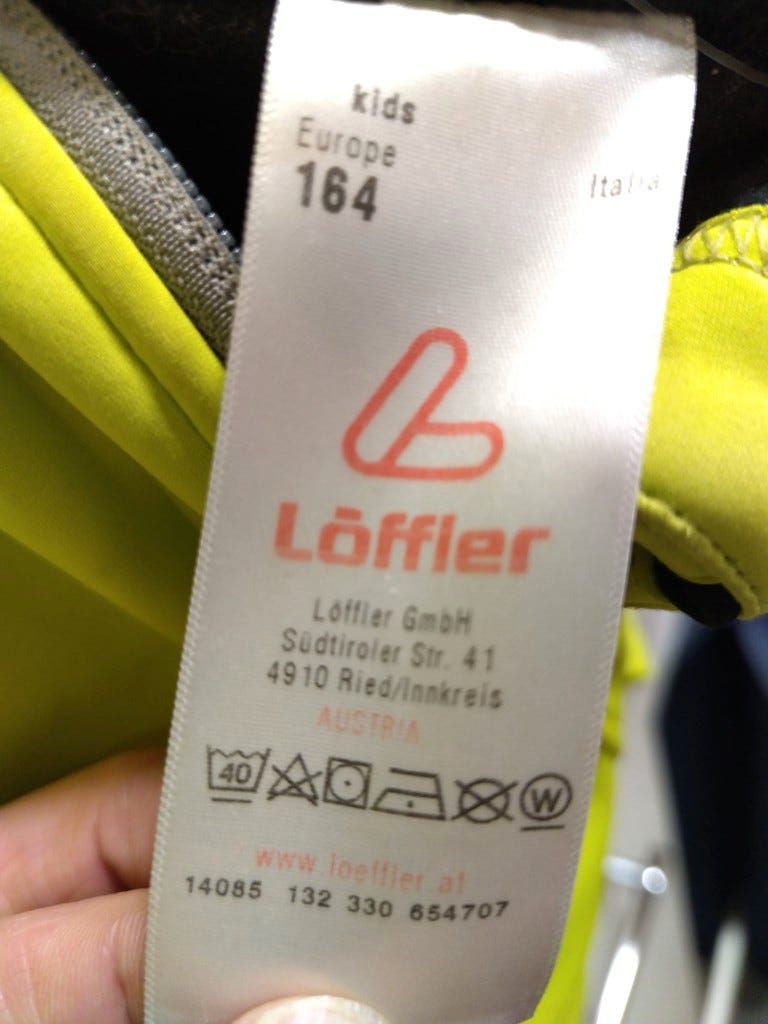 kids
Europe
164
Italia
Löffler
Löffler GmbH
Südtiroler Str. 41
4910 Ried/Innkreis
AUSTRIA
40
W
www.loeffler.at
14085 132 330 654707